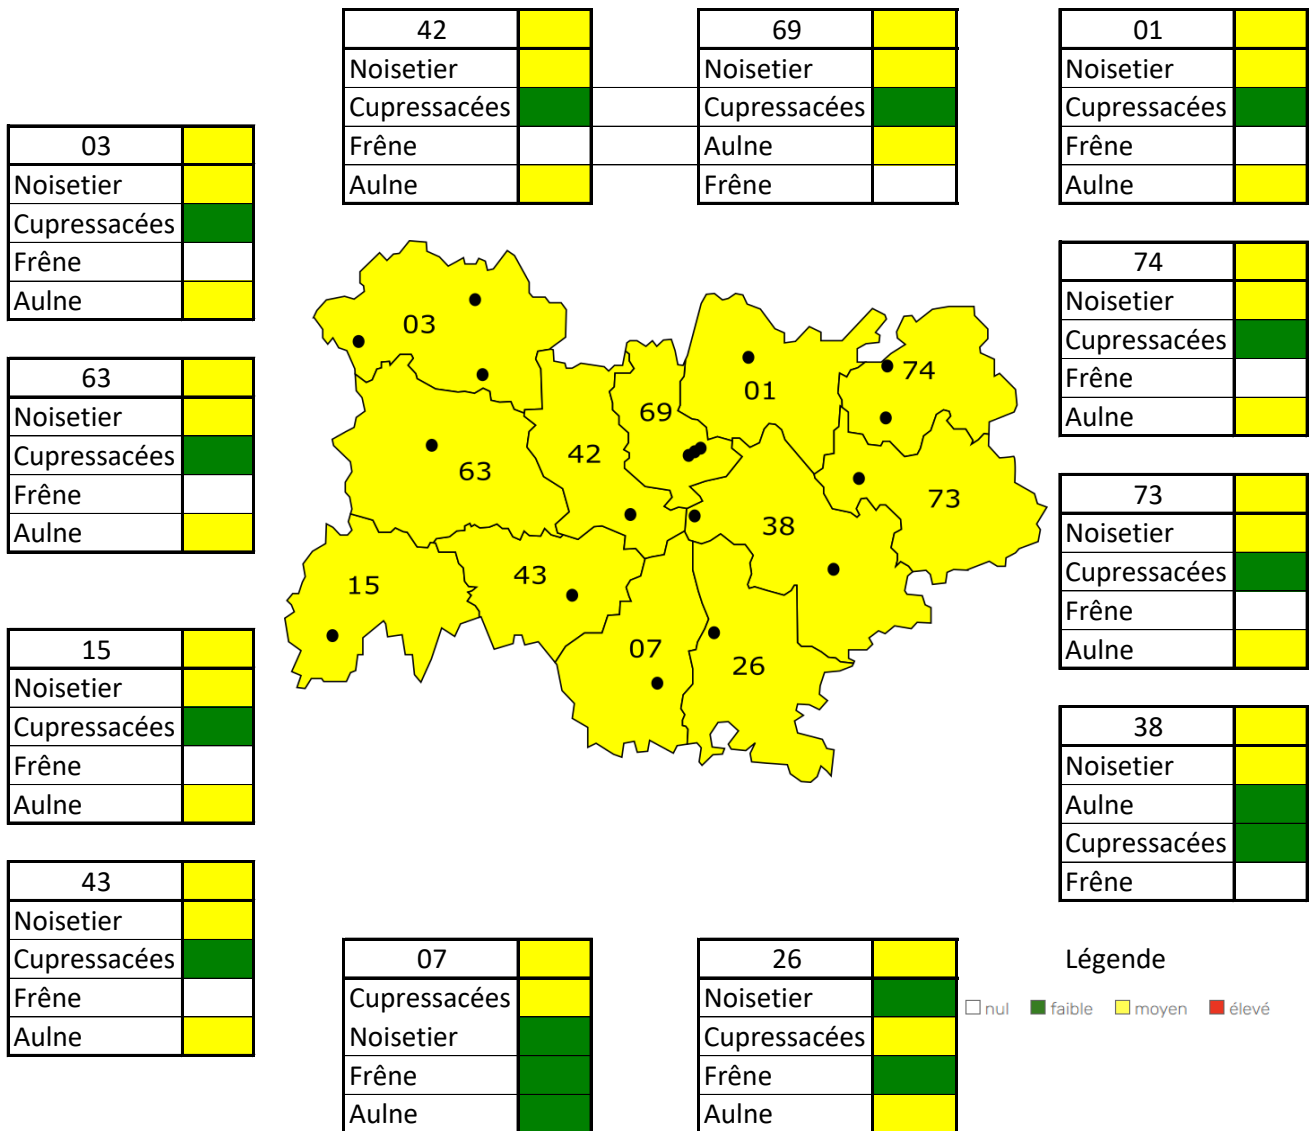 42
Noisetier
Cupressacées
Frêne
Aulne
69
Noisetier
Cupressacées
Aulne
Frêne
01
Noisetier
Cupressacées
Frêne
Aulne
03
Noisetier
Cupressacées
Frêne
Aulne
63
Noisetier
Cupressacées
Frêne
Aulne
15
Noisetier
Cupressacées
Frêne
Aulne
43
Noisetier
Cupressacées
Frêne
Aulne
03
63
42
69
01
74
73
38
15
43
07
26
74
Noisetier
Cupressacées
Frêne
Aulne
73
Noisetier
Cupressacées
Frêne
Aulne
38
Noisetier
Aulne
Cupressacées
Frêne
07
Cupressacées
Noisetier
Frêne
Aulne
26
Noisetier
Cupressacées
Frêne
Aulne
Légende
nul faible moyen élevé